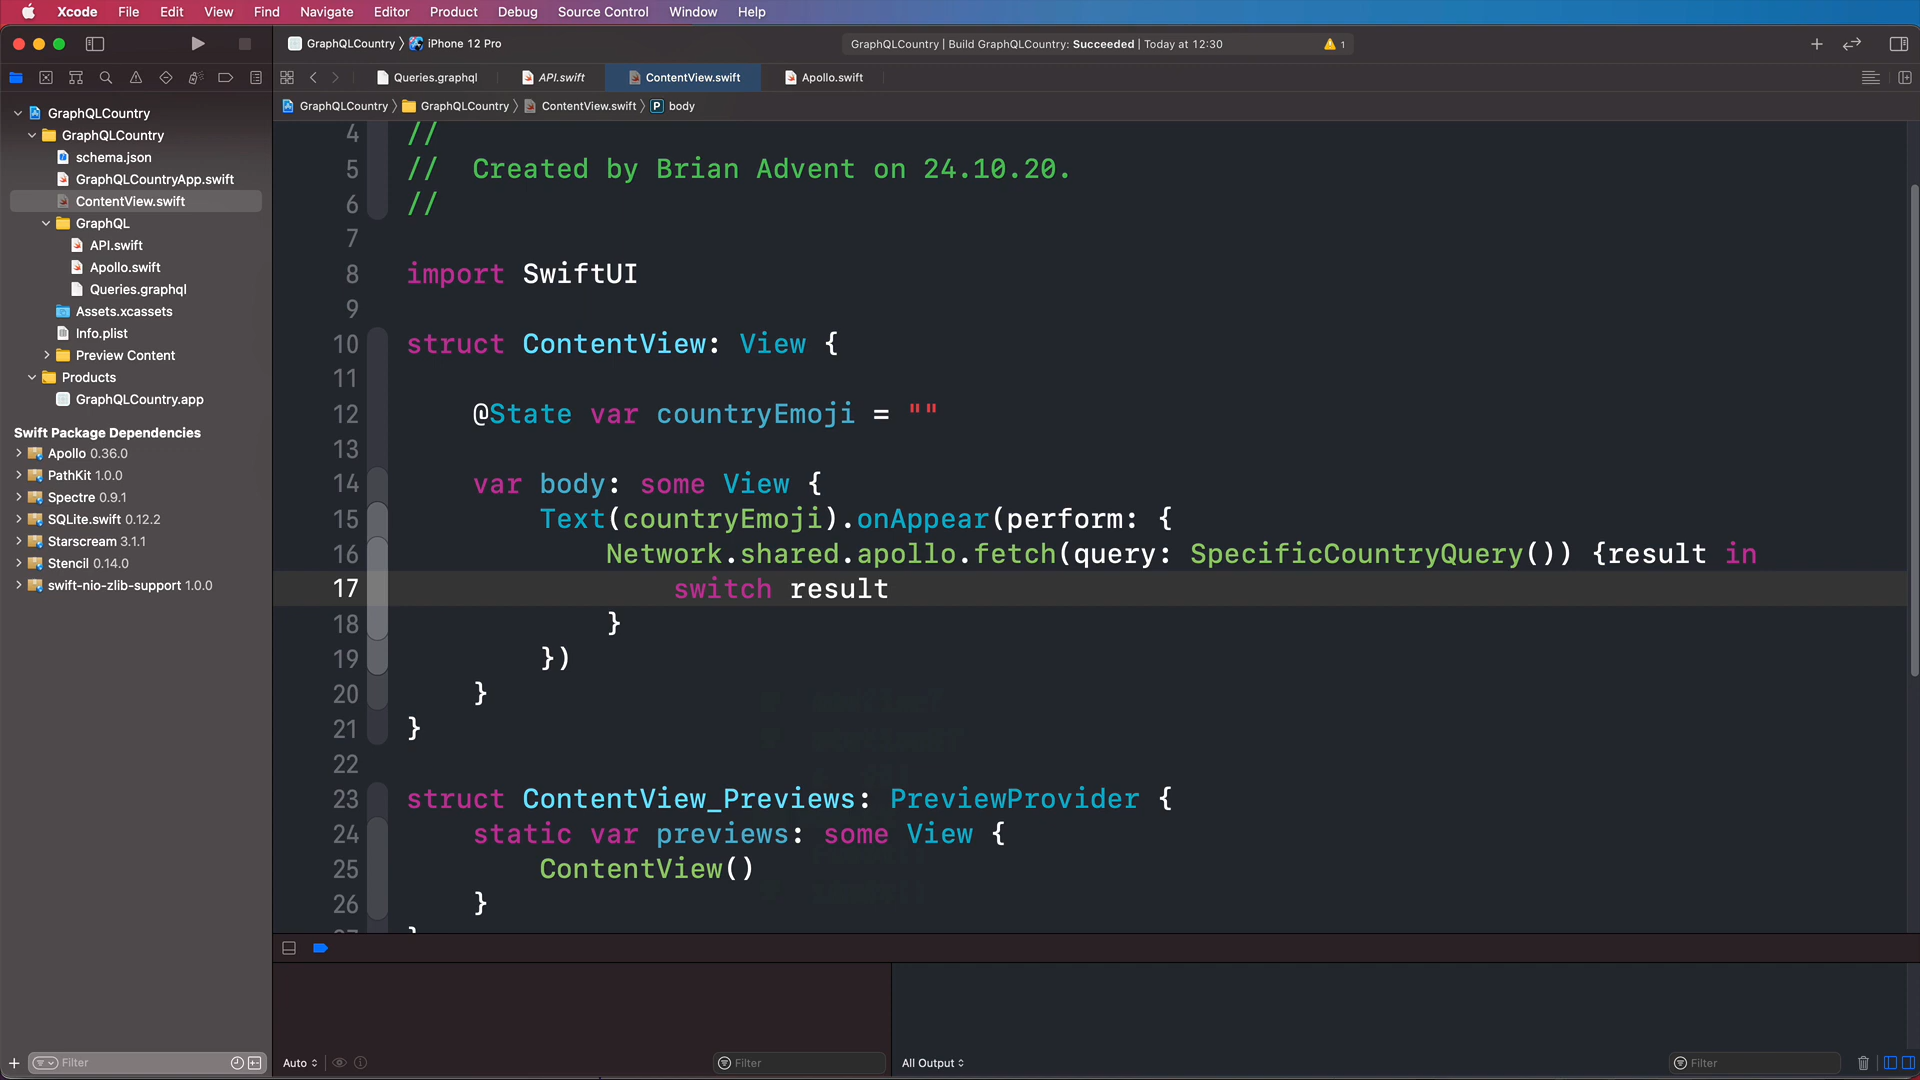 Xcode File Edit View Find Navigate Editor Product Debug Source Control Window Help
GraphQLCountry iPhone 12 Pro
GraphQLCountry | Build GraphQLCountry: Succeeded | Today at 12:30
1
Queries.graphql API.swift ContentView.swift Apollo.swift
GraphQLCountry GraphQLCountry ContentView.swift P body
GraphQLCountry
GraphQLCountry
schema.json
GraphQLCountryApp.swift
ContentView.swift
GraphQL
API.swift
Apollo.swift
Queries.graphql
Assets.xcassets
Info.plist
Preview Content
Products
GraphQLCountry.app
Swift Package Dependencies
Apollo 0.36.0
PathKit 1.0.0
Spectre 0.9.1
SQLite.swift 0.12.2
Starscream 3.1.1
Stencil 0.14.0
swift-nio-zlib-support 1.0.0
Filter
4 //
5 //  Created by Brian Advent on 24.10.20.
6 //
7
8 import SwiftUI
9
10 struct ContentView: View {
11
12 @State var countryEmoji = ""
13
14 var body: some View {
15 Text(countryEmoji).onAppear(perform: {
16 Network.shared.apollo.fetch(query: SpecificCountryQuery()) {result in
17 switch result
18 }
19 })
20 }
21 }
22
23 struct ContentView_Previews: PreviewProvider {
24 static var previews: some View {
25 ContentView()
26 }
27 }
Auto
Filter
All Output
Filter